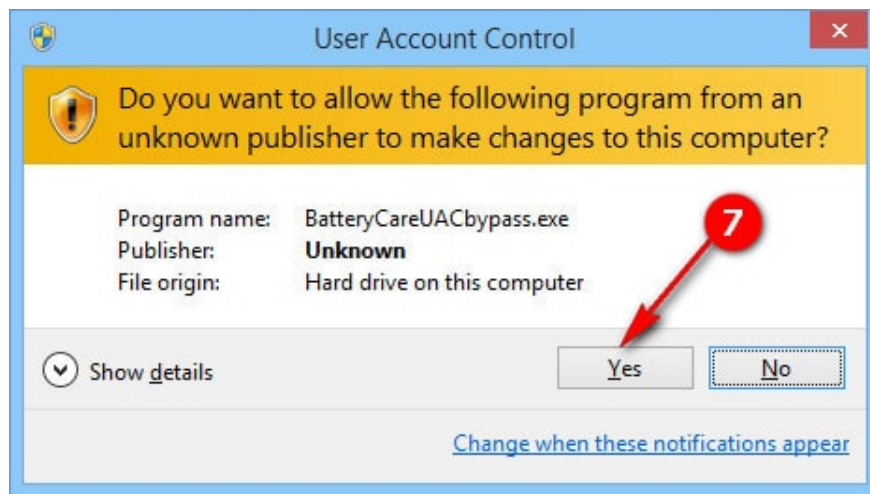 User Account Control
Do you want to allow the following program from an
unknown publisher to make changes to this computer?
Program name: BatteryCareUACbypass.exe
Publisher: Unknown
File origin: Hard drive on this computer
7
Show details
Yes No
Change when these notifications appear